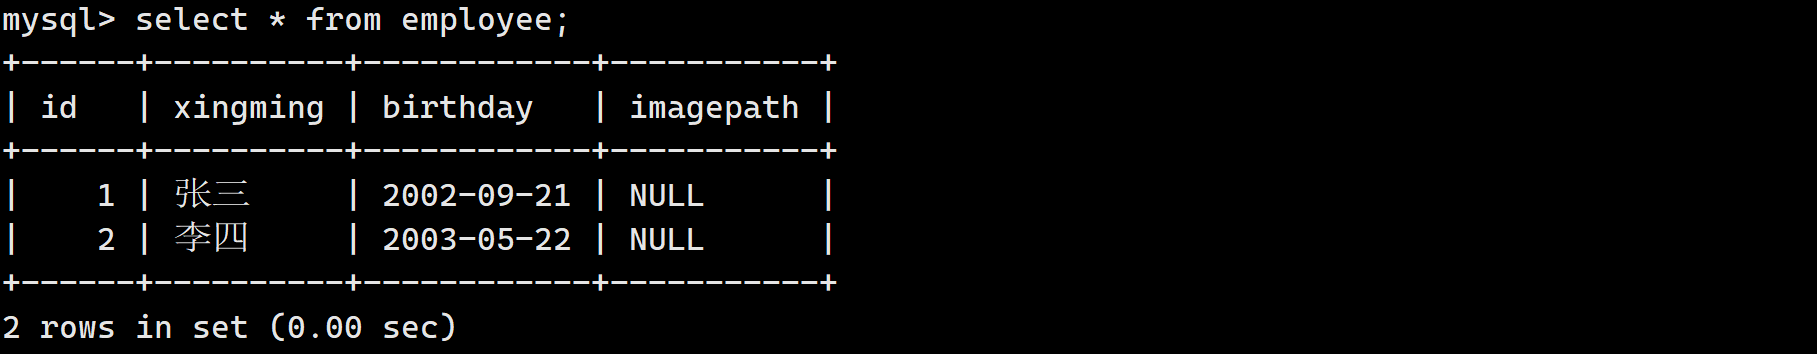 mysql> select * from employee;
+------+----------+------------+-----------+
| id   | xingming | birthday   | imagepath |
+------+----------+------------+-----------+
|    1 | 张三     | 2002-09-21 | NULL      |
|    2 | 李四     | 2003-05-22 | NULL      |
+------+----------+------------+-----------+
2 rows in set (0.00 sec)